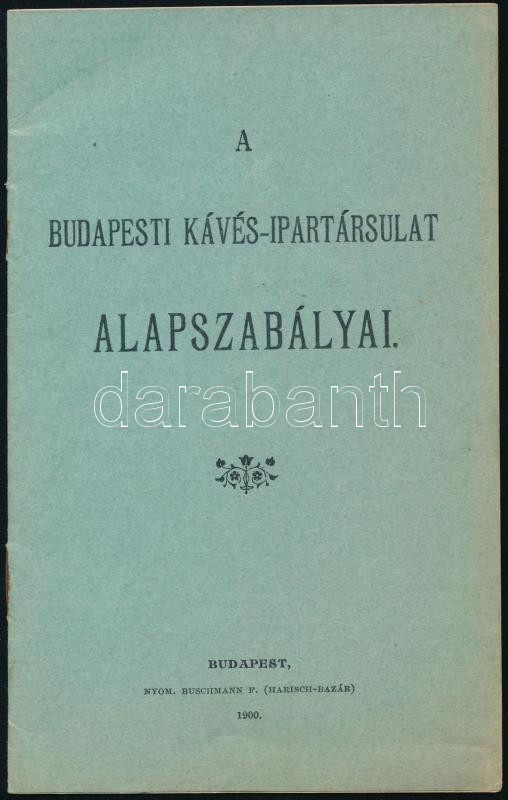 A
BUDAPESTI KÁVÉS-IPARTÁRSULAT
ALAPSZABÁLYAI.
darabanth
BUDAPEST,
NYOM. BUSCHMANN F. (HARISCH-BAZÁR)
1900.